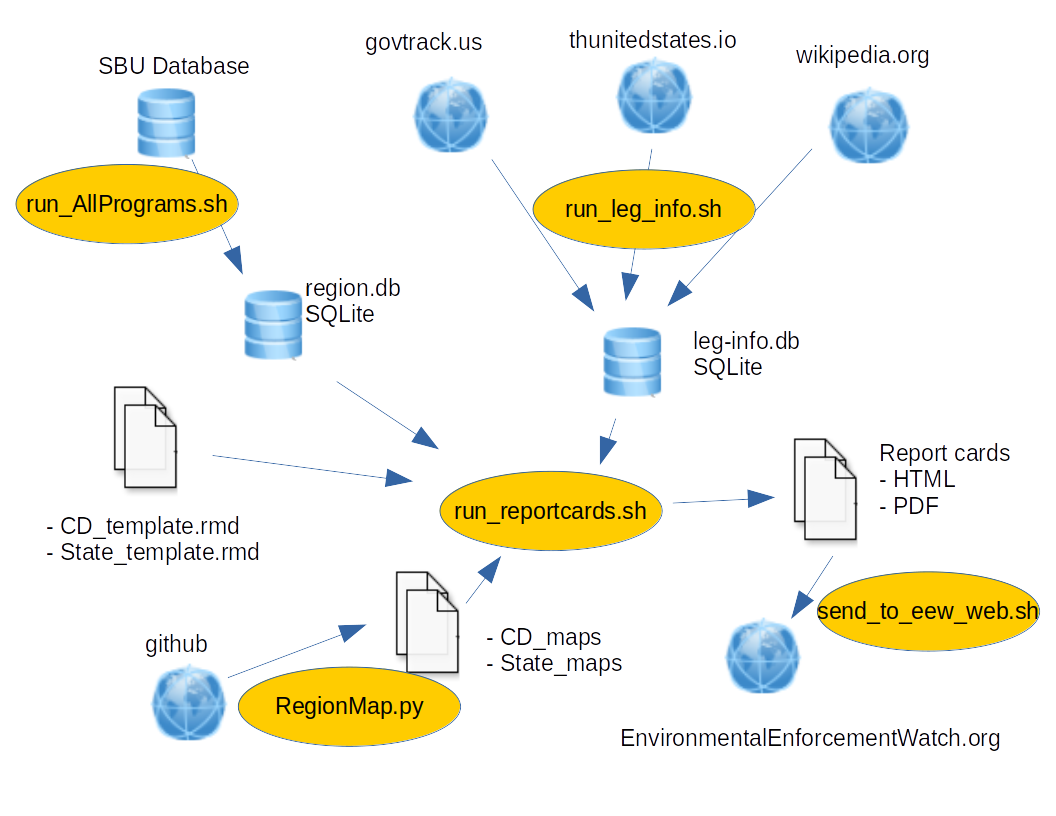 govtrack.us
thunitedstates.io
wikipedia.org
SBU Database
run_AllPrograms.sh
run_leg_info.sh
region.db
SQLite
leg-info.db
SQLite
Report cards
- HTML
- PDF
run_reportcards.sh
- CD_template.rmd
- State_template.rmd
send_to_eew_web.sh
- CD_maps
- State_maps
github
RegionMap.py
EnvironmentalEnforcementWatch.org